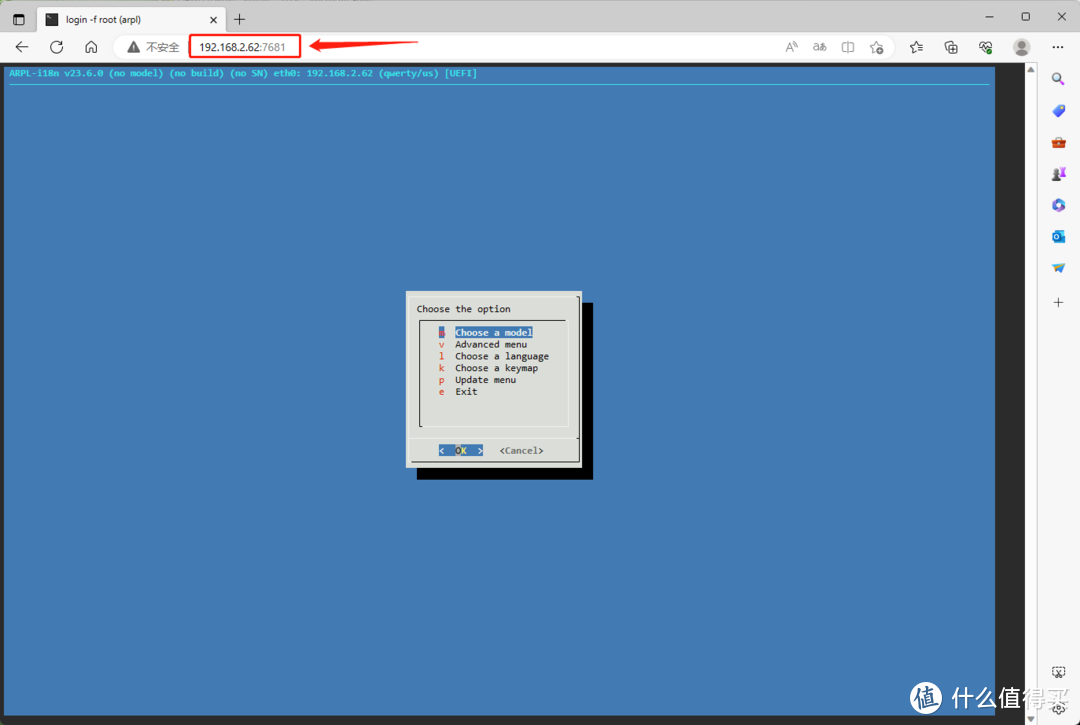 login -f root (arpl)
不安全
192.168.2.62:7681
ARPL-i18n v23.6.0 (no model) (no build) (no SN) eth0: 192.168.2.62 (qwerty/us) [UEFI]
Choose the option
Choose a model
v Advanced menu
l Choose a language
k Choose a keymap
p Update menu
e Exit
< OK > <Cancel>
值 什么值得买